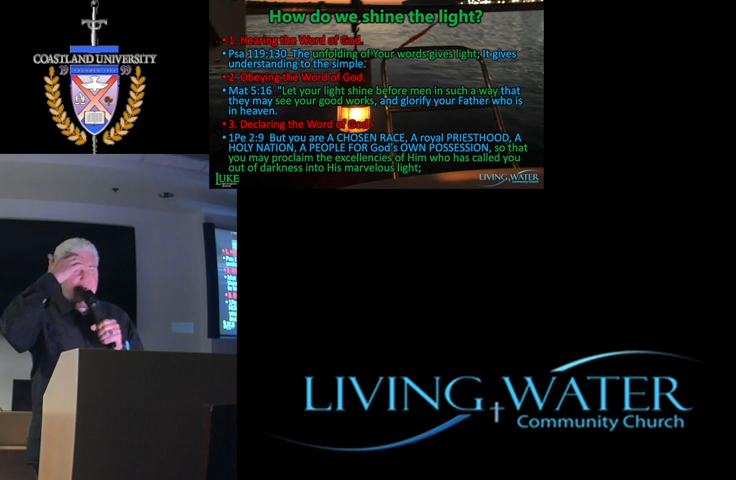 COASTLAND UNIVERSITY
19 99
How do we shine the light?
• 1. Hearing the Word of God.
• Psa 119:130 The unfolding of Your words gives light; It gives
understanding to the simple.
• 2. Obeying the Word of God.
• Mat 5:16 "Let your light shine before men in such a way that
they may see your good works, and glorify your Father who is
in heaven.
• 3. Declaring the Word of God.
• 1Pe 2:9 But you are A CHOSEN RACE, A royal PRIESTHOOD, A
HOLY NATION, A PEOPLE FOR God's OWN POSSESSION, so that
you may proclaim the excellencies of Him who has called you
out of darkness into His marvelous light;
LUKE
LIVING WATER
Community Church
LIVING WATER
Community Church